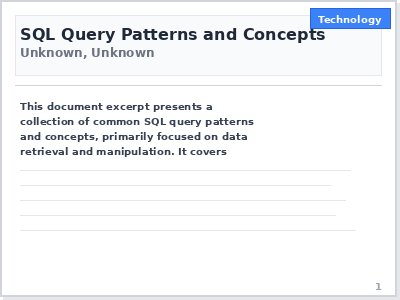 Technology
SQL Query Patterns and Concepts
Unknown, Unknown
This document excerpt presents a
collection of common SQL query patterns
and concepts, primarily focused on data
retrieval and manipulation. It covers
1